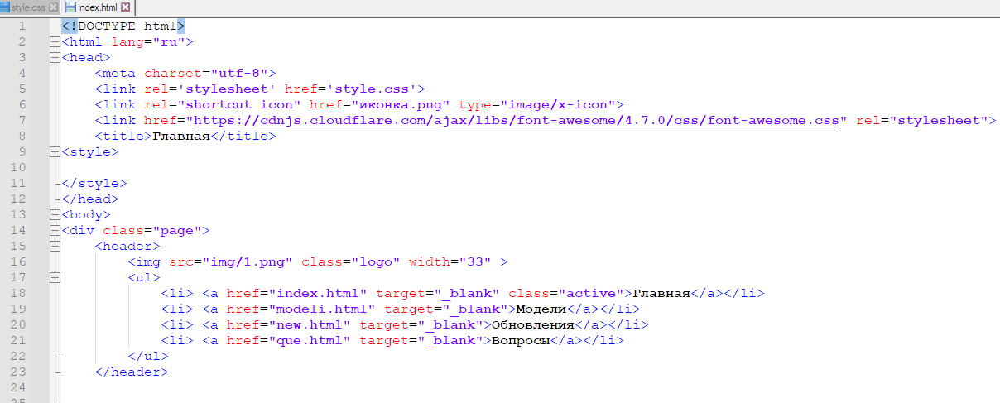 style.css index.html
1 <!DOCTYPE html>
2 <html lang="ru">
3 <head>
4 <meta charset="utf-8">
5 <link rel='stylesheet' href='style.css'>
6 <link rel="shortcut icon" href="иконка.png" type="image/x-icon">
7 <link href="https://cdnjs.cloudflare.com/ajax/libs/font-awesome/4.7.0/css/font-awesome.css" rel="stylesheet">
8 <title>Главная</title>
9 <style>
10
11 </style>
12 </head>
13 <body>
14 <div class="page">
15 <header>
16 <img src="img/1.png" class="logo" width="33" >
17 <ul>
18 <li> <a href="index.html" target="_blank" class="active">Главная</a></li>
19 <li> <a href="modeli.html" target="_blank">Модели</a></li>
20 <li> <a href="new.html" target="_blank">Обновления</a></li>
21 <li> <a href="que.html" target="_blank">Вопросы</a></li>
22 </ul>
23 </header>
24
25